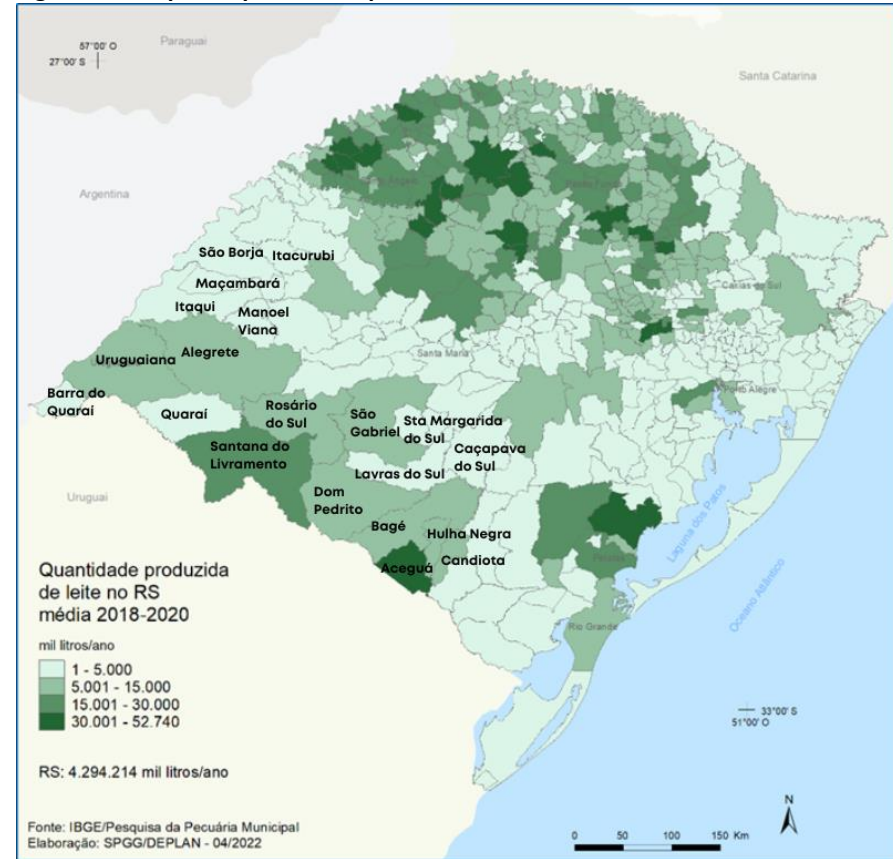 Paraguai
57°00' O
27°00' S
Santa Catarina
Argentina
São Borja
Itacurubi
Maçambará
Itaqui
Manoel
Viana
Caxias do Sul
Santa Maria
Uruguaiana
Alegrete
Porto Alegre
Barra do
Quaraí
Quaraí
Rosário
do Sul
São
Gabriel
Sta Margarida
do Sul
Santana do
Livramento
Caçapava
do Sul
Lavras do Sul
Uruguai
Dom
Pedrito
Bagé
Hulha Negra
Candiota
Aceguá
Pelotas
Laguna dos Patos
Oceano Atlântico
Rio Grande
Quantidade produzida
de leite no RS
média 2018-2020
mil litros/ano
1 - 5.000
5.001 - 15.000
15.001 - 30.000
30.001 - 52.740
RS: 4.294.214 mil litros/ano
33°00' S
51°00' O
N
Fonte: IBGE/Pesquisa da Pecuária Municipal
Elaboração: SPGG/DEPLAN - 04/2022
0 50 100 150 Km